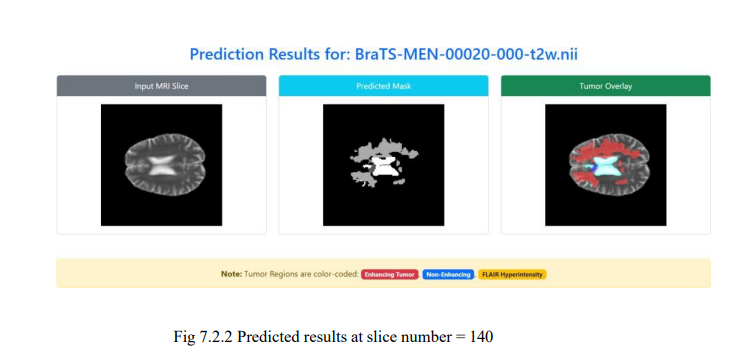 Prediction Results for: BraTS-MEN-00020-000-t2w.nii
Input MRI Slice
Predicted Mask
Tumor Overlay
Note: Tumor Regions are color-coded: Enhancing Tumor Non-Enhancing FLAIR Hyperintensity
Fig 7.2.2 Predicted results at slice number = 140